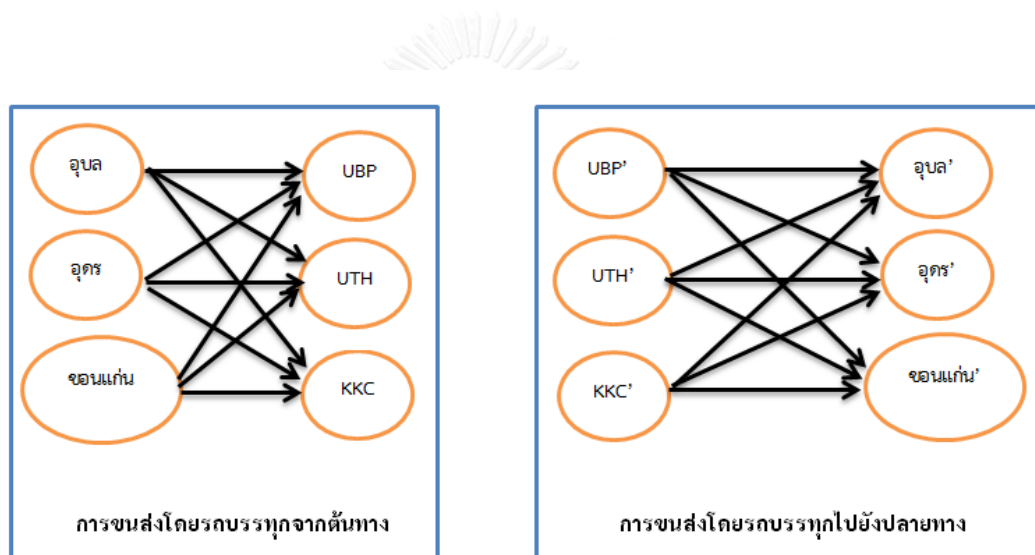 อุบล
UBP
อุดร
UTH
ขอนแก่น
KKC
การขนส่งโดยรถบรรทุกจากต้นทาง
UBP'
อุบล'
UTH'
อุดร'
KKC'
ขอนแก่น'
การขนส่งโดยรถบรรทุกไปยังปลายทาง